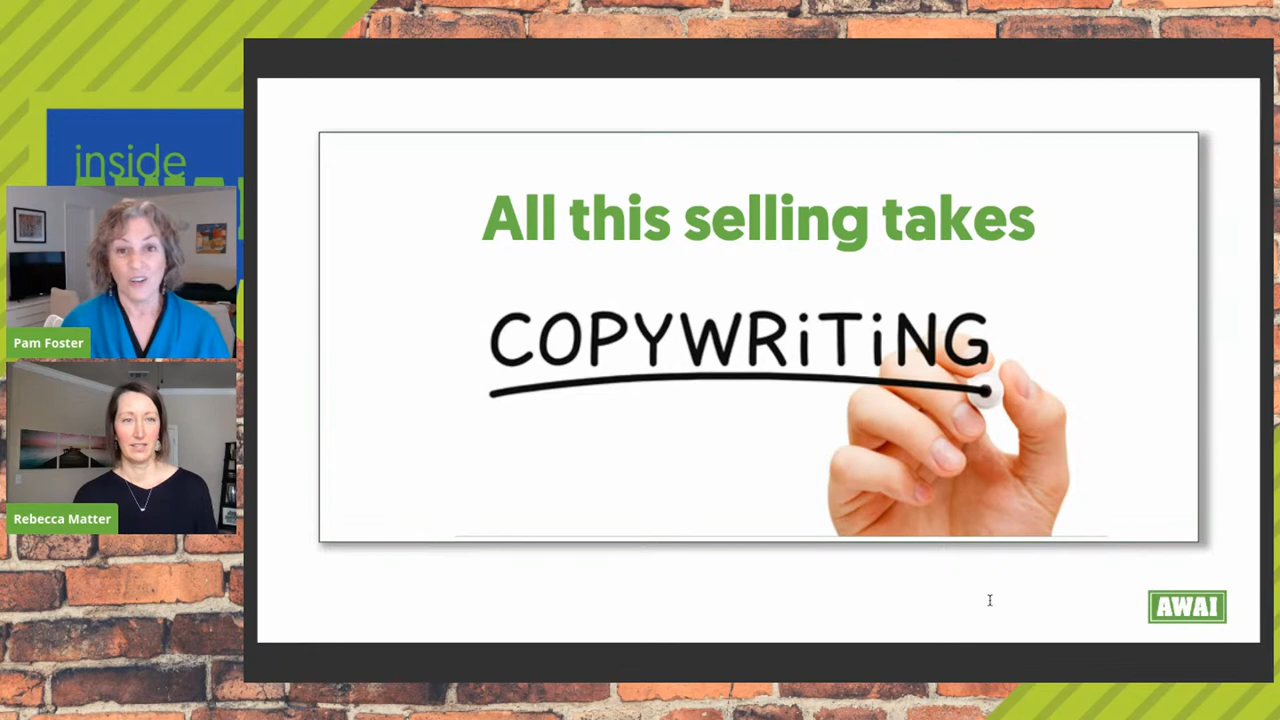 inside
Pam Foster
Rebecca Matter
All this selling takes
COPYWRiTiNG
AWAI